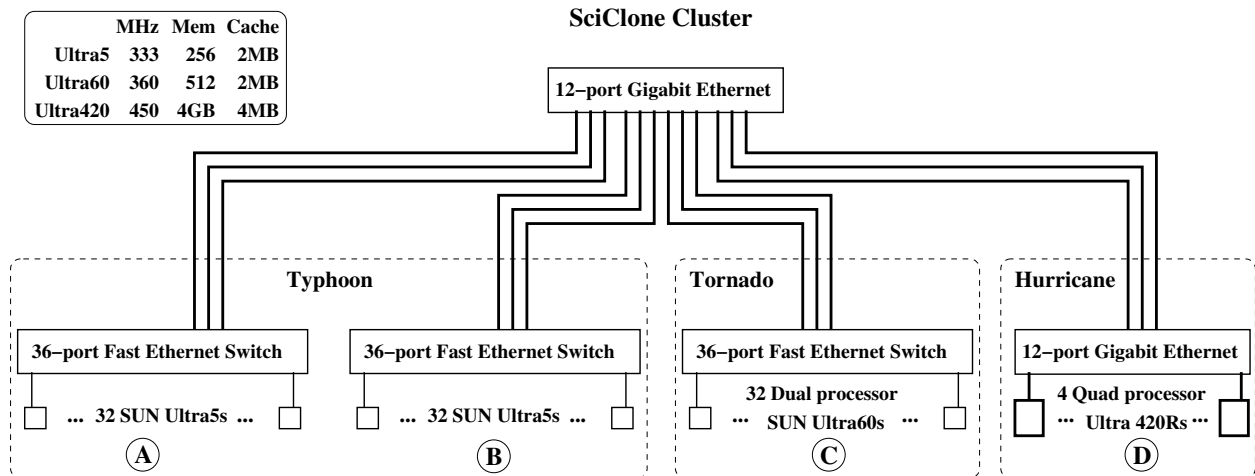 SciClone Cluster
MHz Mem Cache
Ultra5 333 256 2MB
Ultra60 360 512 2MB
Ultra420 450 4GB 4MB
12−port Gigabit Ethernet
Typhoon
Tornado
Hurricane
36−port Fast Ethernet Switch
36−port Fast Ethernet Switch
36−port Fast Ethernet Switch
12−port Gigabit Ethernet
... 32 SUN Ultra5s ...
... 32 SUN Ultra5s ...
32 Dual processor
... SUN Ultra60s ...
4 Quad processor
... Ultra 420Rs ...
A
B
C
D